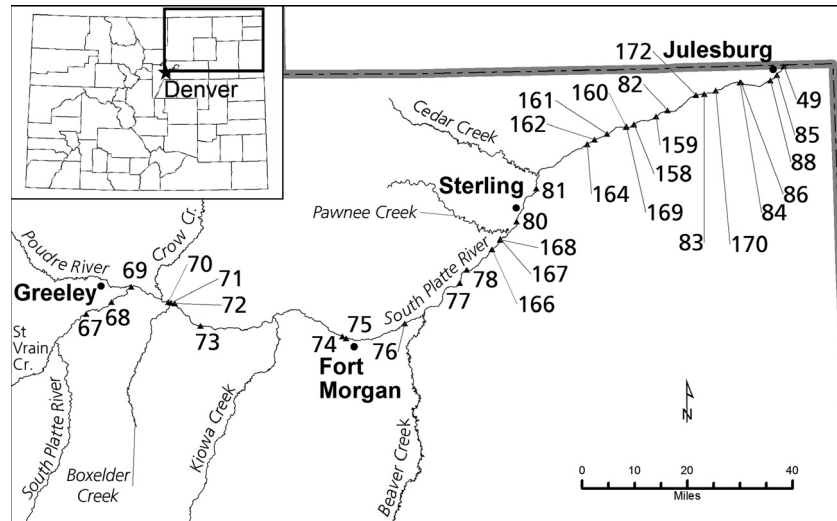 Denver
172
Julesburg
82
160
161
162
Cedar Creek
49
85
88
86
84
170
83
159
158
169
164
Sterling
81
80
Pawnee Creek
168
167
166
South Platte River
78
77
Crow Cr.
Poudre River
69
70
71
72
Greeley
67
68
73
St
Vrain
Cr.
74
75
76
Fort
Morgan
South Platte River
Boxelder
Creek
Kiowa Creek
Beaver Creek
N
0
20
40
Miles